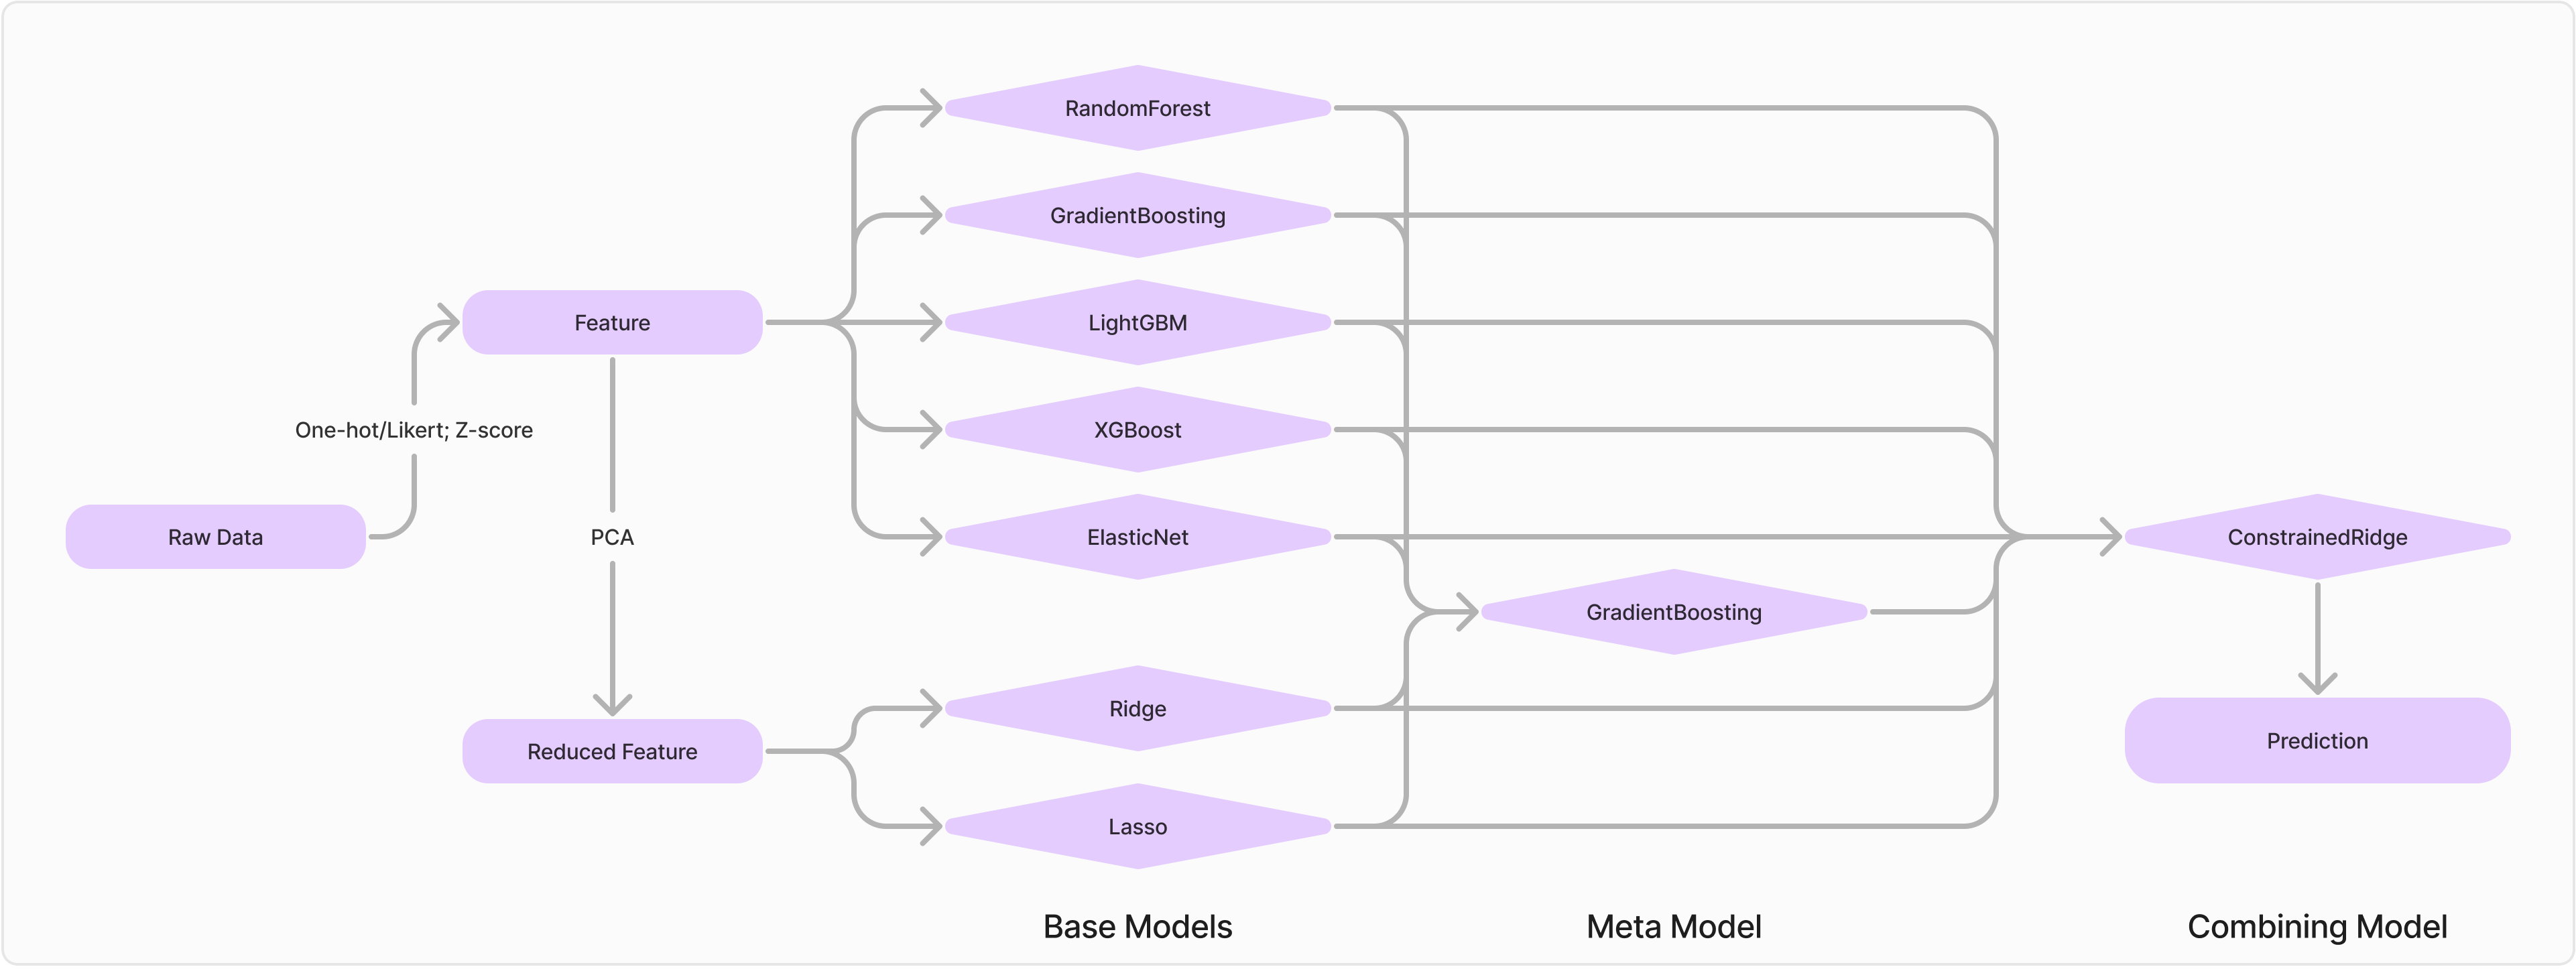 Raw Data
One-hot/Likert; Z-score
Feature
PCA
Reduced Feature
RandomForest
GradientBoosting
LightGBM
XGBoost
ElasticNet
Ridge
Lasso
Base Models
GradientBoosting
Meta Model
ConstrainedRidge
Prediction
Combining Model